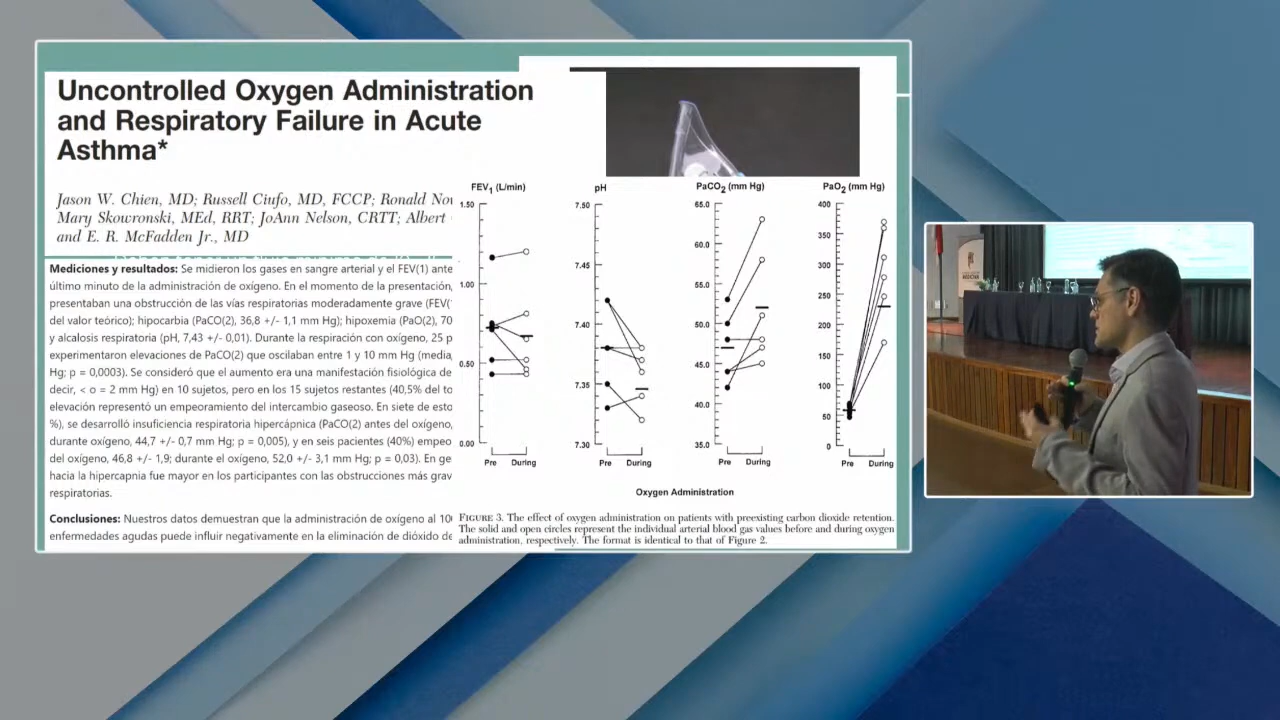 Uncontrolled Oxygen Administration
and Respiratory Failure in Acute
Asthma*
Jason W. Chien, MD; Russell Ciufo, MD, FCCP; Ronald
Mary Skowronski, MEd, RRT; JoAnn Nelson, CRTT; Albert
and E. R. McFadden Jr., MD
Mediciones y resultados: Se midieron los gases en sangre arterial y el FEV(1) ante
último minuto de la administración de oxígeno. En el momento de la presentación,
presentaban una obstrucción de las vías respiratorias moderadamente grave (FEV(
del valor teórico); hipocarbia (PaCO(2), 36,8 +/- 1,1 mm Hg); hipoxemia (PaO(2), 70
y alcalosis respiratoria (pH, 7,43 +/- 0,01). Durante la respiración con oxígeno, 25 p
experimentaron elevaciones de PaCO(2) que oscilaban entre 1 y 10 mm Hg (media,
Hg; p = 0,0003). Se consideró que el aumento era una manifestación fisiológica de
decir, < o = 2 mm Hg) en 10 sujetos, pero en los 15 sujetos restantes (40,5% del to
elevación representó un empeoramiento del intercambio gaseoso. En siete de esto
%), se desarrolló insuficiencia respiratoria hipercápnica (PaCO(2) antes del oxígeno,
durante oxígeno, 44,7 +/- 0,7 mm Hg; p = 0,005), y en seis pacientes (40%) empeo
del oxígeno, 46,8 +/- 1,9; durante el oxígeno, 52,0 +/- 3,1 mm Hg; p = 0,03). En ge
hacia la hipercapnia fue mayor en los participantes con las obstrucciones más grav
respiratorias.
Conclusiones: Nuestros datos demuestran que la administración de oxígeno al 10
enfermedades agudas puede influir negativamente en la eliminación de dióxido de
FEV1 (L/min)
1.50
1.00
0.50
0.00
Pre During
pH
7.50
7.45
7.40
7.35
7.30
Pre During
PaCO2 (mm Hg)
65.0
60.0
55.0
50.0
45.0
40.0
35.0
Pre During
PaO2 (mm Hg)
400
350
300
250
200
150
100
50
0
Pre During
Oxygen Administration
FIGURE 3. The effect of oxygen administration on patients with preexisting carbon dioxide retention.
The solid and open circles represent the individual arterial blood gas values before and during oxygen
administration, respectively. The format is identical to that of Figure 2.